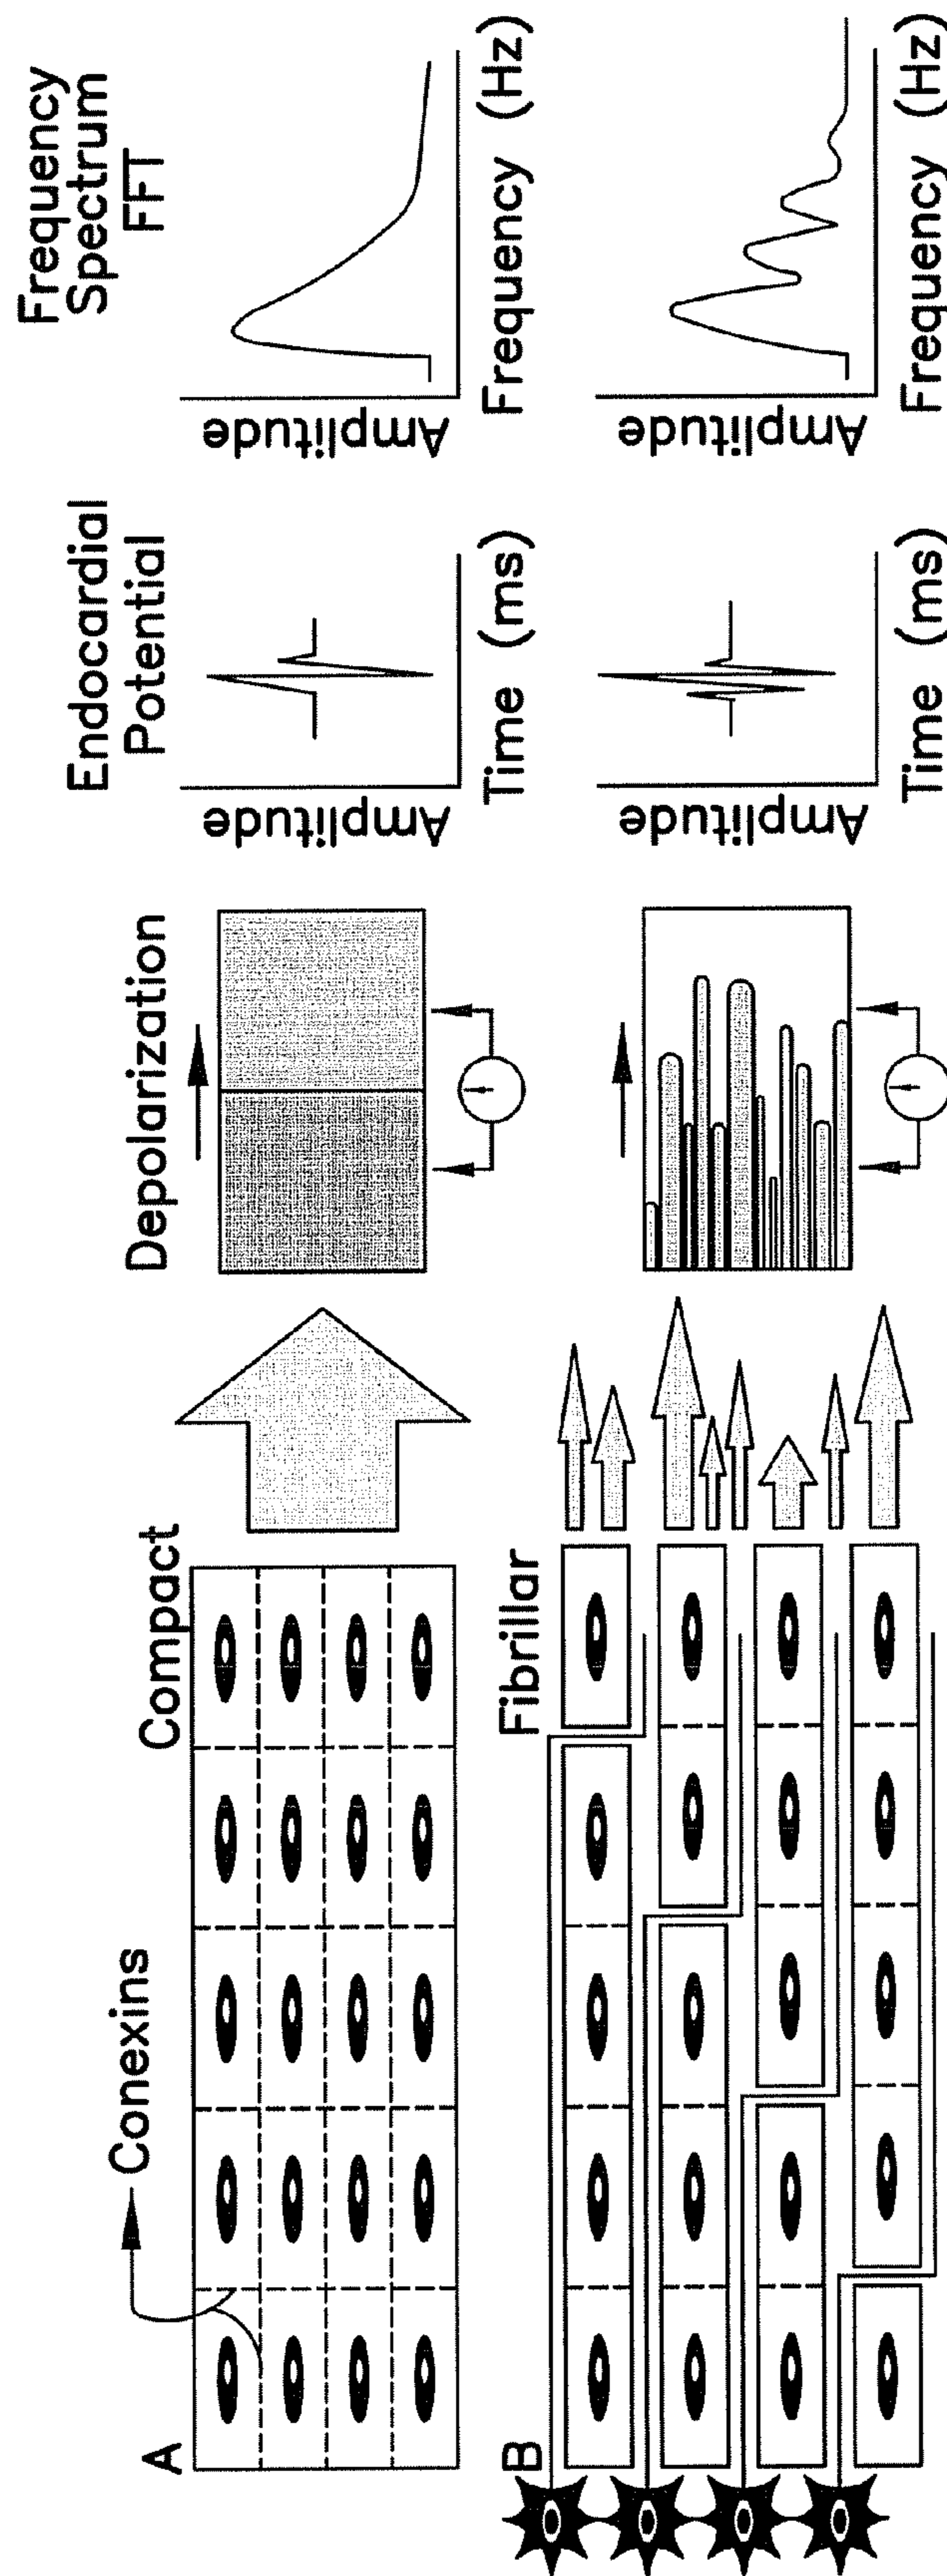 A
Conexins
Compact
Depolarization
Endocardial
Potential
Amplitude
Time (ms)
Frequency
Spectrum
FFT
Amplitude
Frequency (Hz)
B
Fibrillar
Amplitude
Time (ms)
Amplitude
Frequency (Hz)